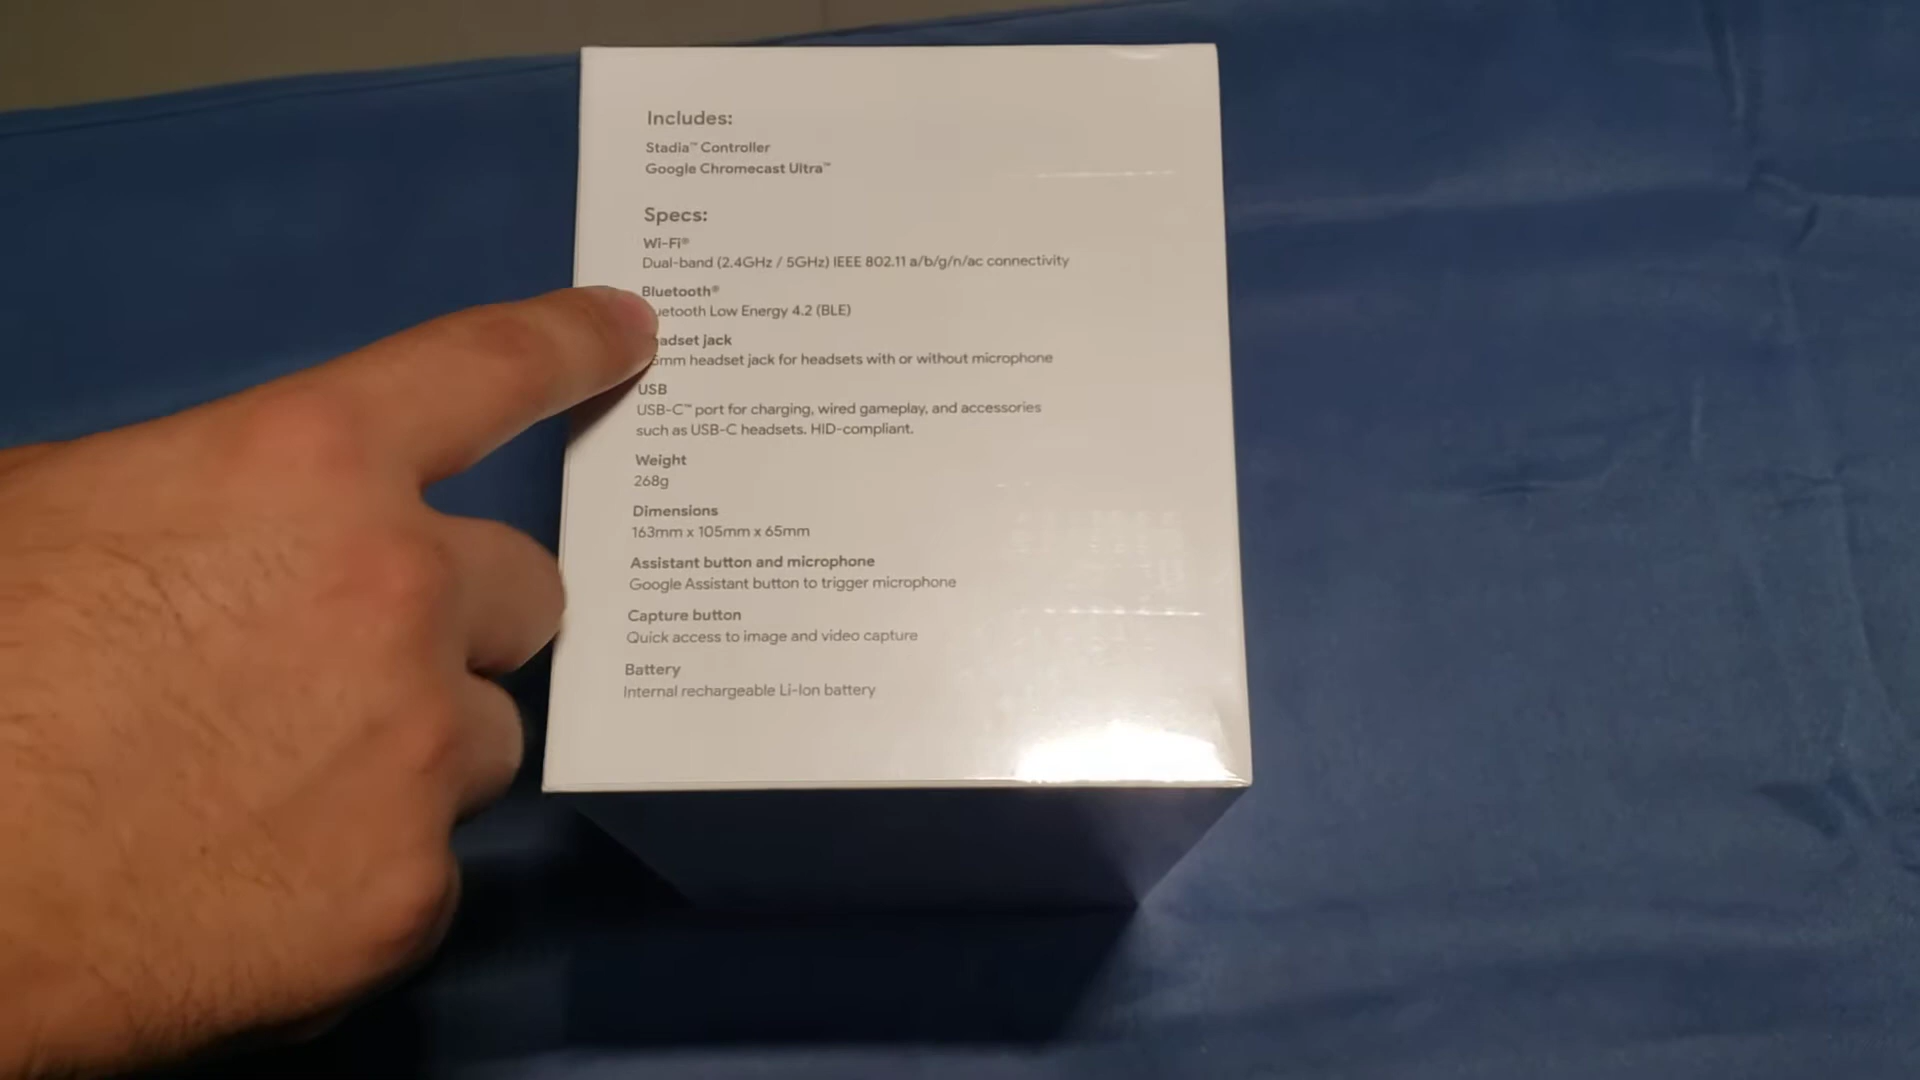 Includes:
Stadia™ Controller
Google Chromecast Ultra™
Specs:
Wi-Fi®
Dual-band (2.4GHz / 5GHz) IEEE 802.11 a/b/g/n/ac connectivity
Bluetooth®
uetooth Low Energy 4.2 (BLE)
adset jack
5mm headset jack for headsets with or without microphone
USB
USB-C™ port for charging, wired gameplay, and accessories
such as USB-C headsets. HID-compliant.
Weight
268g
Dimensions
163mm x 105mm x 65mm
Assistant button and microphone
Google Assistant button to trigger microphone
Capture button
Quick access to image and video capture
Battery
Internal rechargeable Li-Ion battery